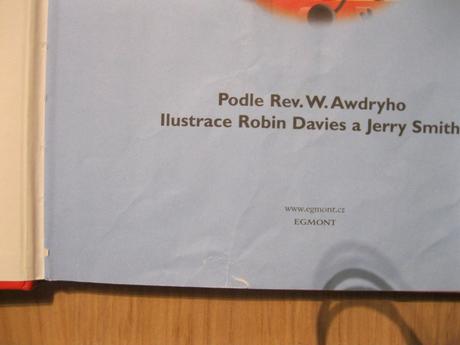 Podle Rev. W. Awdryho
Ilustrace Robin Davies a Jerry Smith
www.egmont.cz
EGMONT